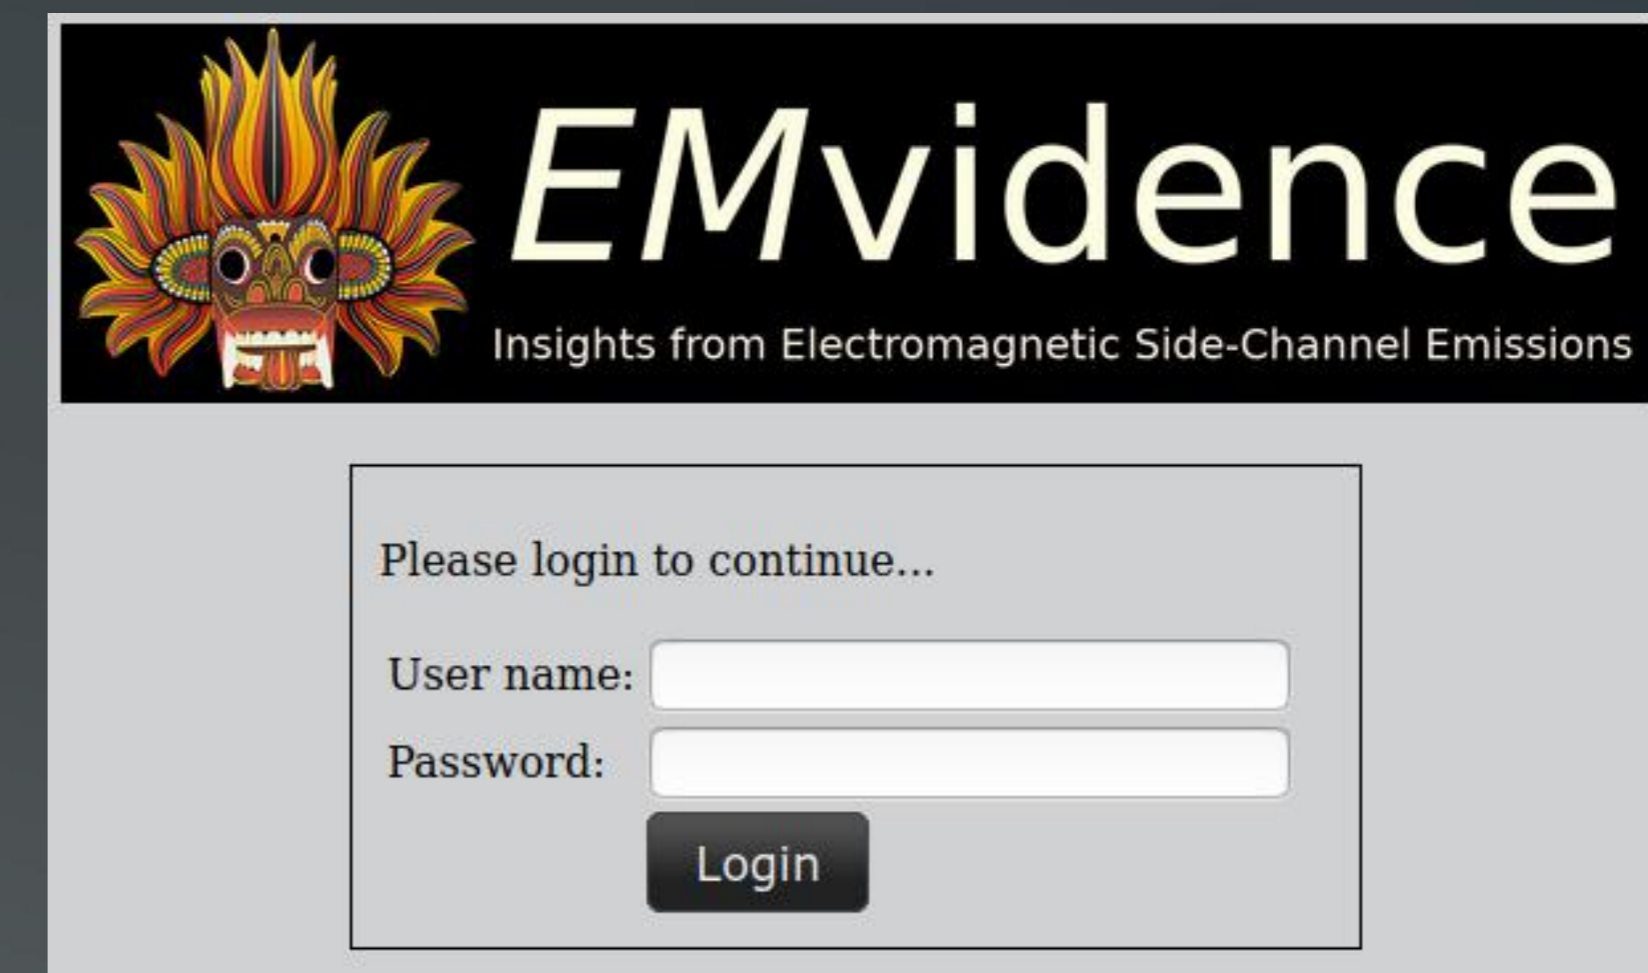 EMvidence
Insights from Electromagnetic Side-Channel Emissions
Please login to continue...
User name:
Password:
Login